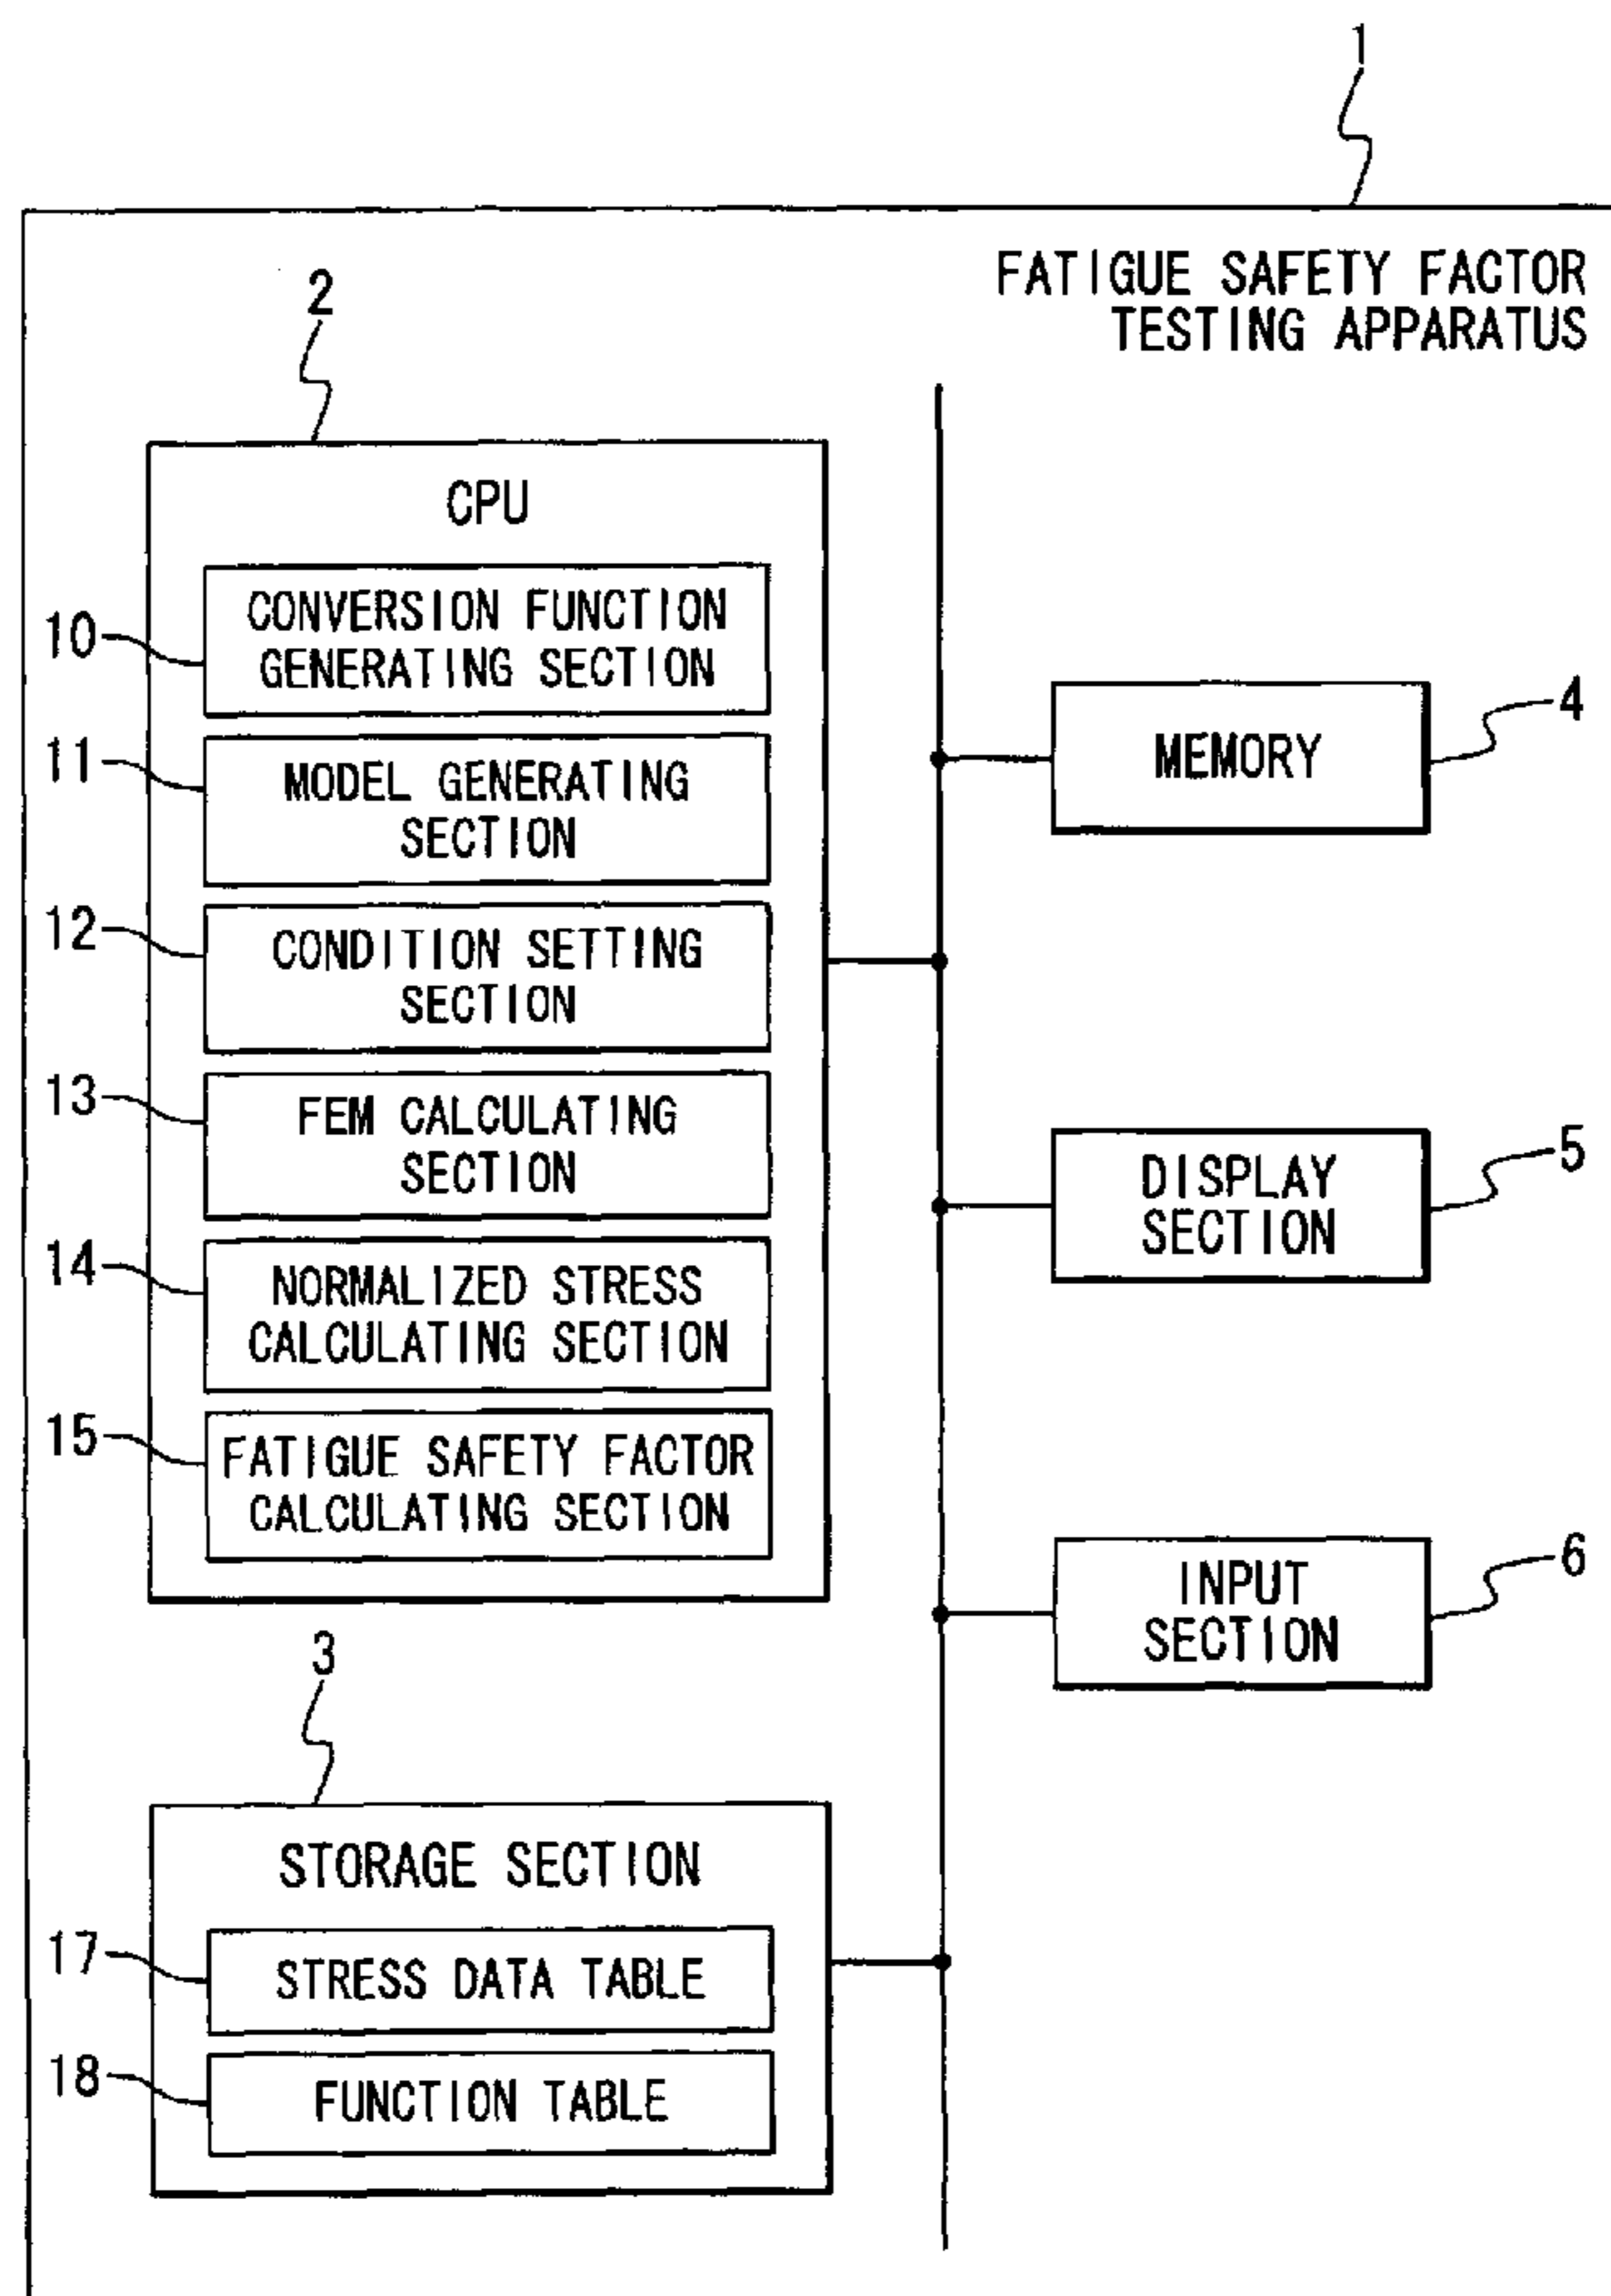 1
FATIGUE SAFETY FACTOR
TESTING APPARATUS
2
CPU
10
CONVERSION FUNCTION
GENERATING SECTION
11
MODEL GENERATING
SECTION
12
CONDITION SETTING
SECTION
13
FEM CALCULATING
SECTION
14
NORMALIZED STRESS
CALCULATING SECTION
15
FATIGUE SAFETY FACTOR
CALCULATING SECTION
3
STORAGE SECTION
17
STRESS DATA TABLE
18
FUNCTION TABLE
MEMORY
4
DISPLAY
SECTION
5
INPUT
SECTION
6